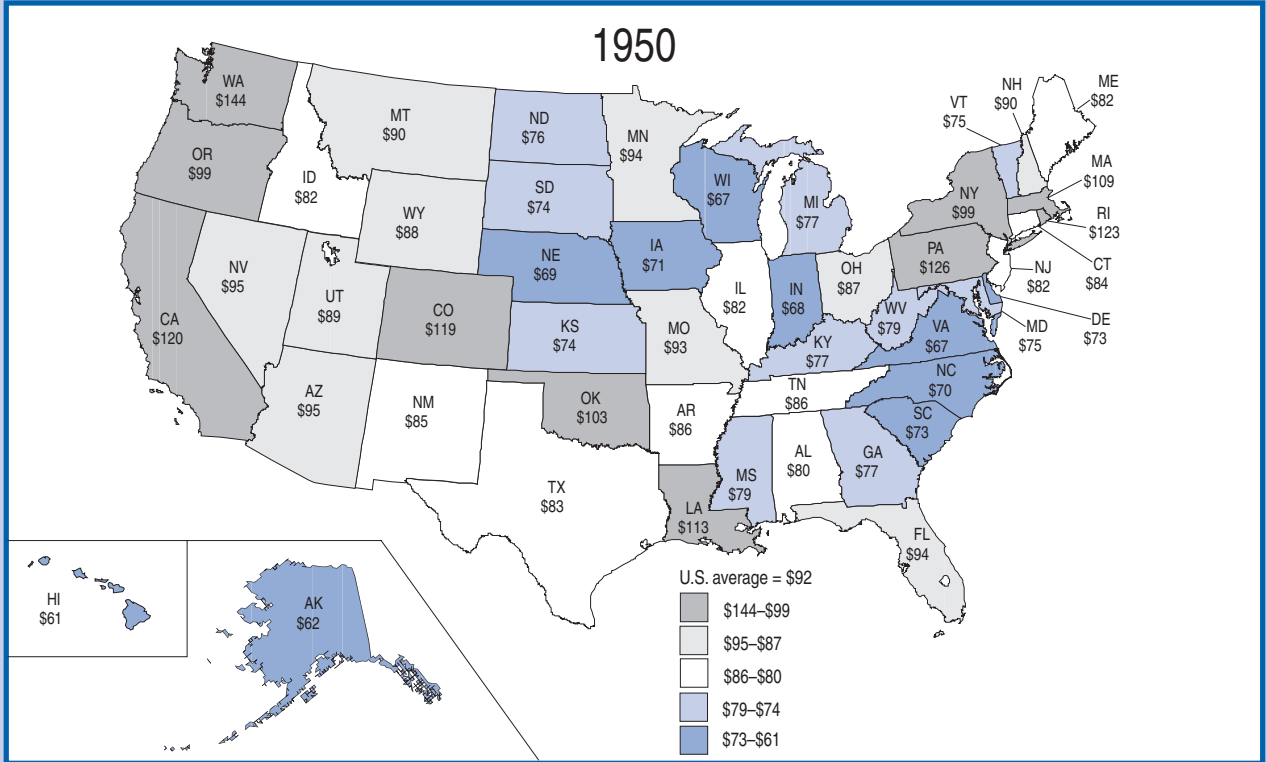 1950
WA
$144
OR
$99
CA
$120
ID
$82
NV
$95
MT
$90
WY
$88
UT
$89
AZ
$95
CO
$119
NM
$85
ND
$76
SD
$74
NE
$69
KS
$74
OK
$103
TX
$83
MN
$94
IA
$71
MO
$93
AR
$86
LA
$113
WI
$67
IL
$82
MI
$77
IN
$68
OH
$87
KY
$77
TN
$86
MS
$79
AL
$80
GA
$77
FL
$94
SC
$73
NC
$70
VA
$67
WV
$79
PA
$126
NY
$99
VT
$75
NH
$90
ME
$82
MA
$109
RI
$123
CT
$84
NJ
$82
DE
$73
MD
$75
HI
$61
AK
$62
U.S. average = $92
$144–$99
$95–$87
$86–$80
$79–$74
$73–$61